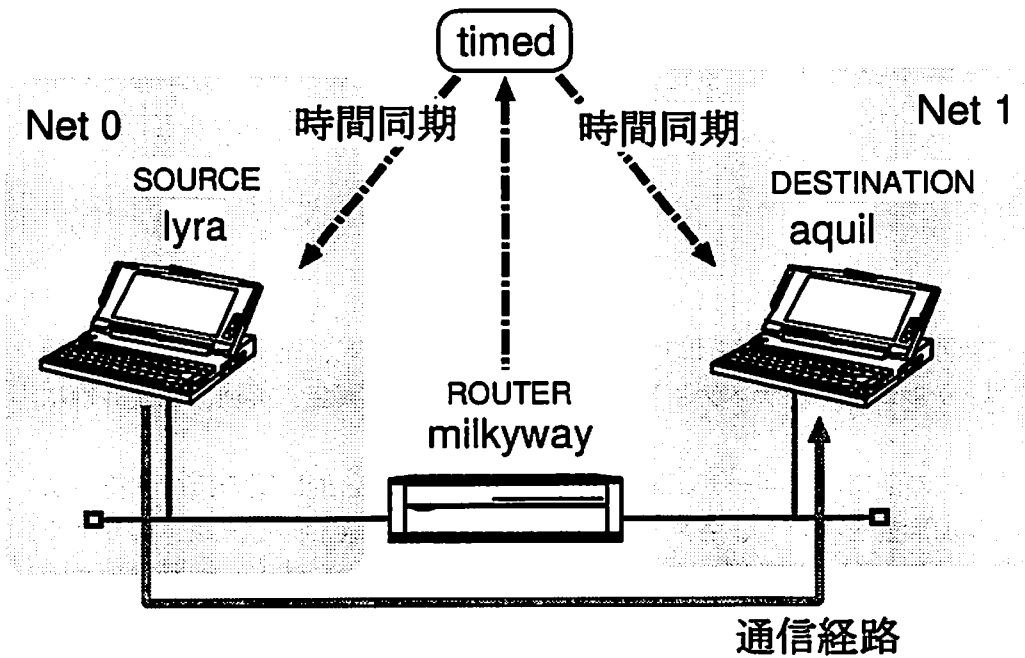 timed
Net 0
時間同期
時間同期
Net 1
SOURCE
lyra
DESTINATION
aquil
ROUTER
milkyway
通信経路